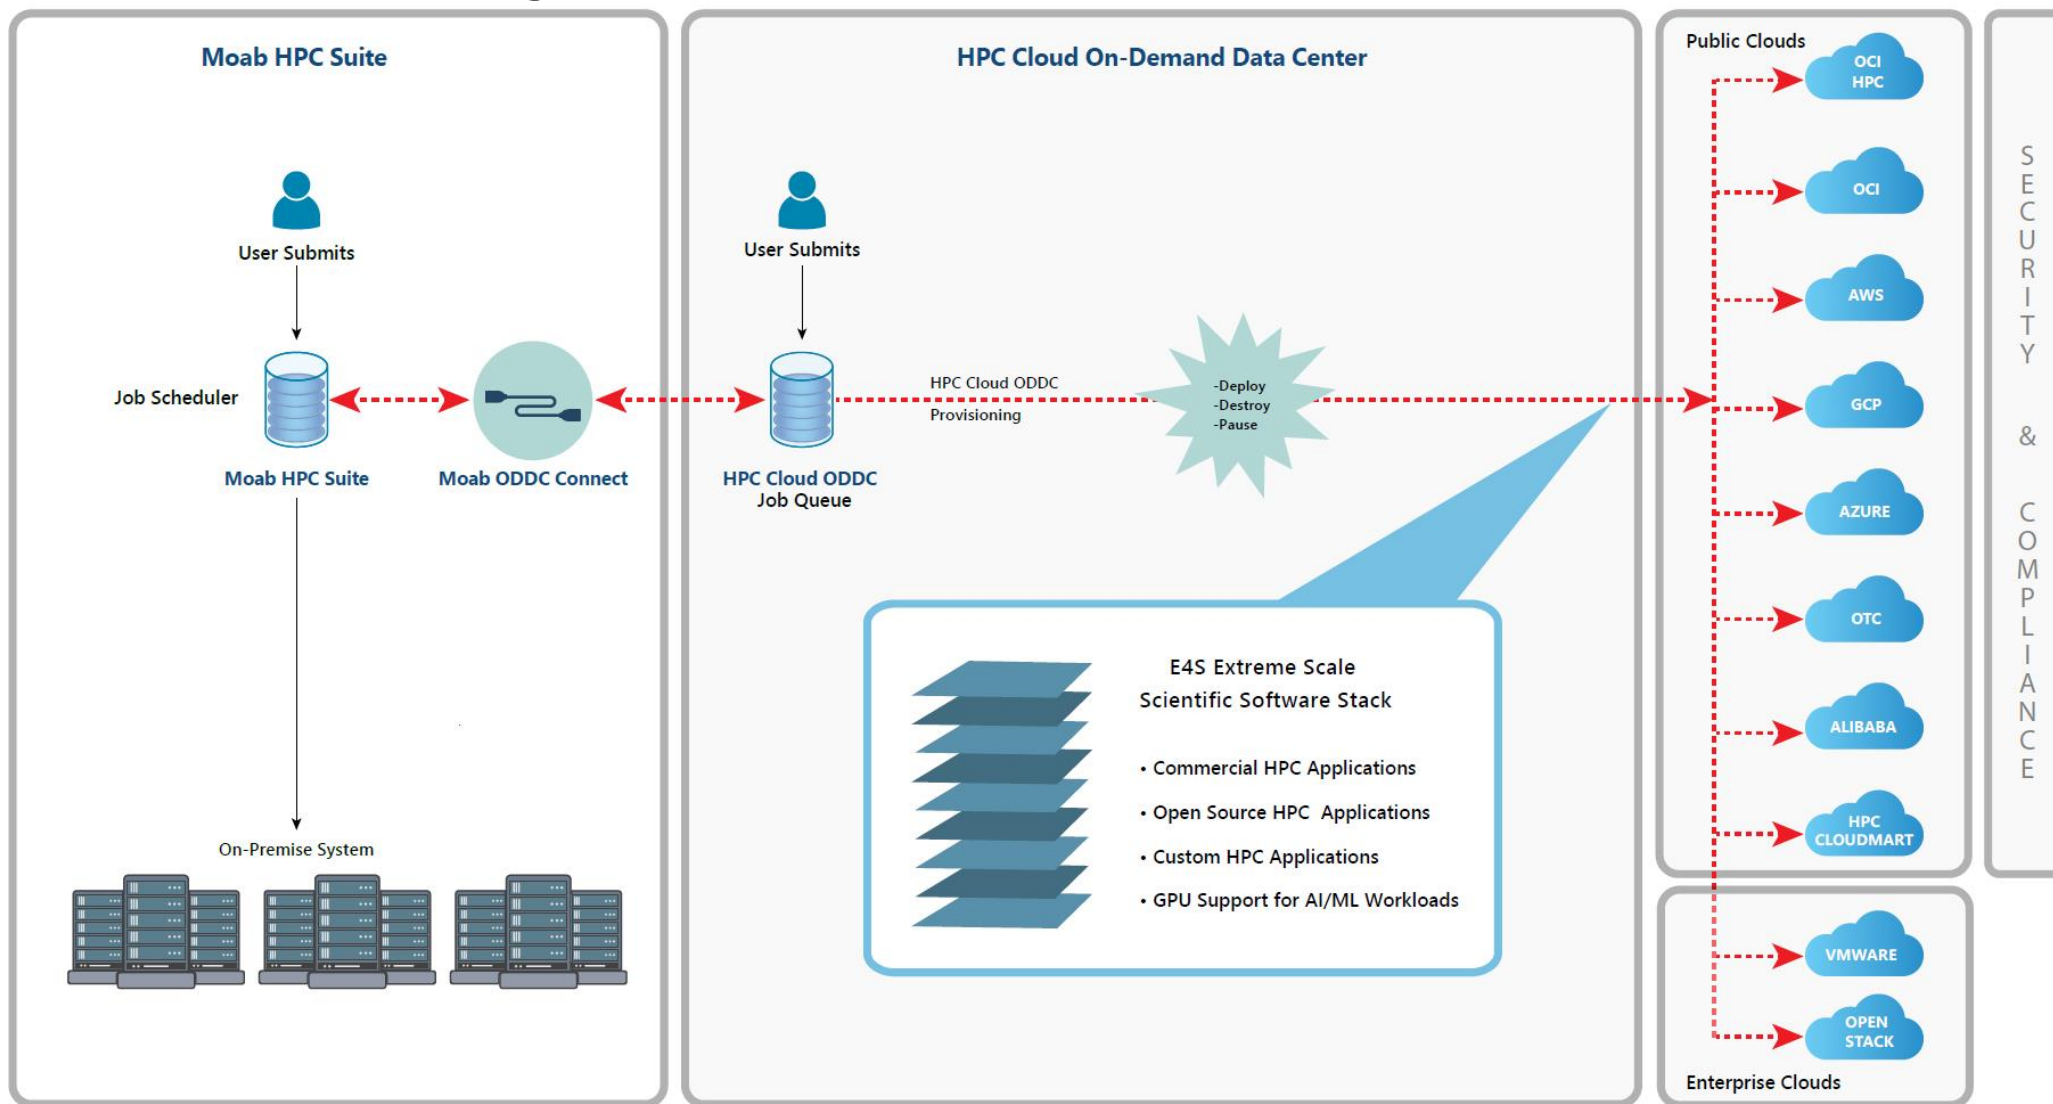 Moab HPC Suite
User Submits
Job Scheduler
Moab HPC Suite
Moab ODDC Connect
On-Premise System
HPC Cloud On-Demand Data Center
User Submits
HPC Cloud ODDC
Job Queue
HPC Cloud ODDC
Provisioning
-Deploy
-Destroy
-Pause
E4S Extreme Scale
Scientific Software Stack
• Commercial HPC Applications
• Open Source HPC Applications
• Custom HPC Applications
• GPU Support for AI/ML Workloads
Public Clouds
OCI
HPC
OCI
AWS
GCP
AZURE
OTC
ALIBABA
HPC
CLOUDMART
VMWARE
OPEN
STACK
Enterprise Clouds
SECURITY & COMPLIANCE